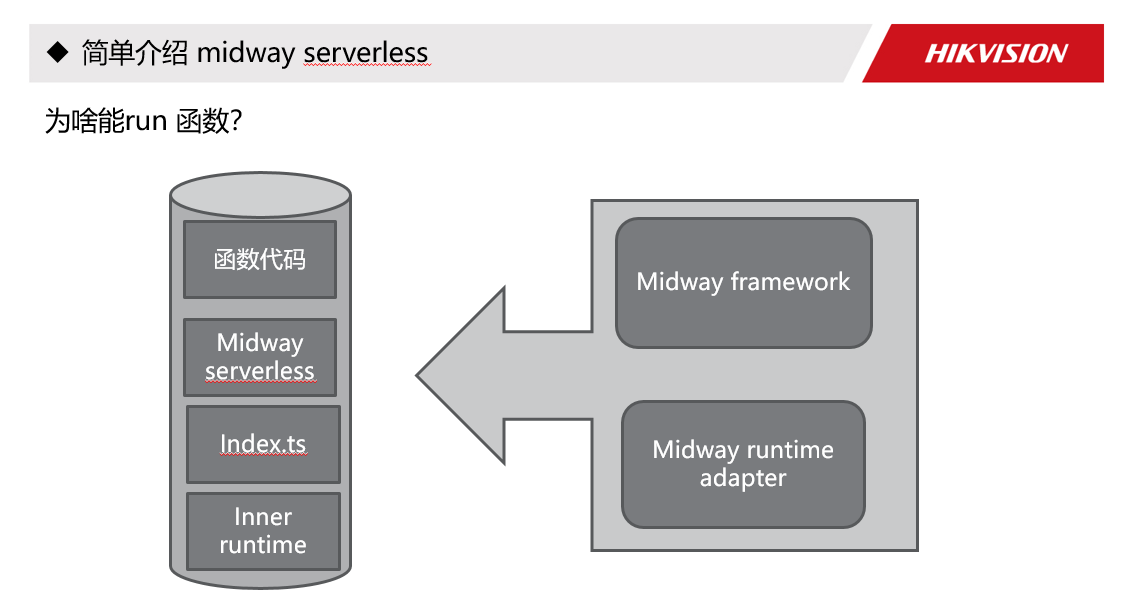 ◆ 简单介绍 midway serverless
HIKVISION
为啥能run 函数?
函数代码
Midway
serverless
Index.ts
Inner
runtime
Midway framework
Midway runtime
adapter